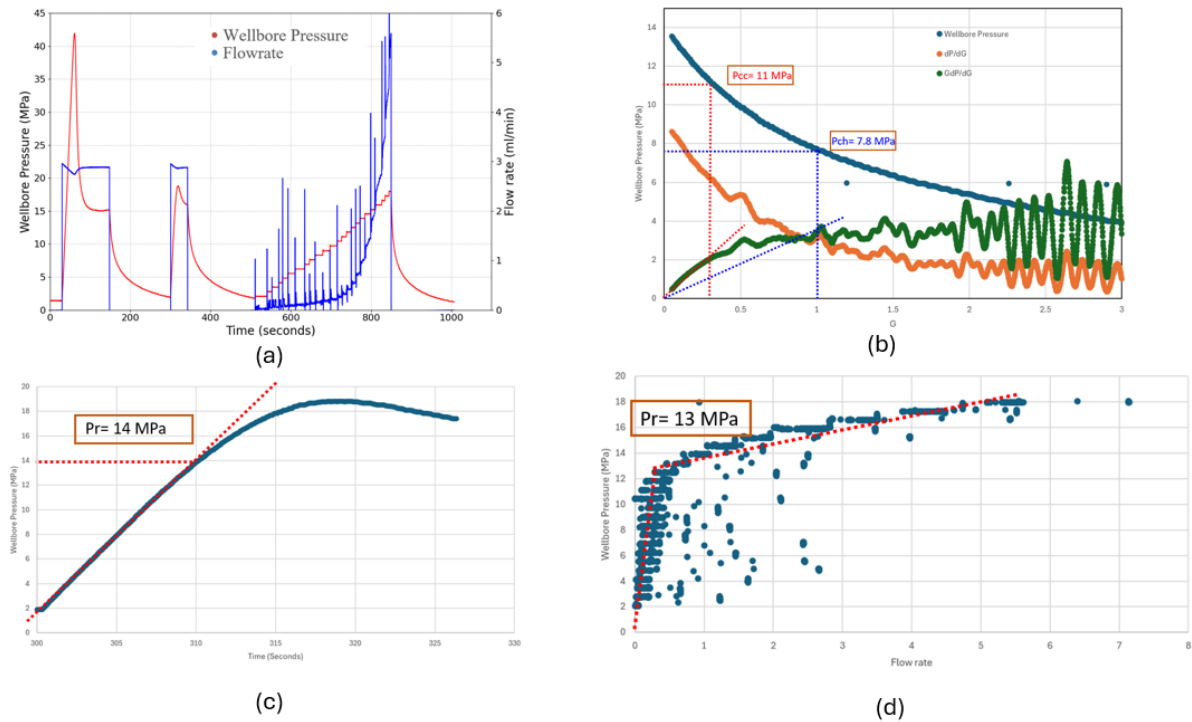 45
40
35
30
25
20
15
10
5
0
Wellbore Pressure (MPa)
Wellbore Pressure
Flowrate
6
5
4
3
2
1
0
Flow rate (ml/min)
0 200 400 600 800 1000
Time (seconds)
(a)
14
12
10
8
6
4
2
0
Wellbore Pressure (MPa)
Wellbore Pressure
dP/dG
GdP/dG
Pcc= 11 MPa
Pch= 7.8 MPa
0 0.5 1 1.5 2 2.5 3
G
(b)
20
18
16
14
12
10
8
6
4
2
0
Wellbore Pressure (MPa)
Pr= 14 MPa
300 305 310 315 320 325 330
Time (Seconds)
(c)
20
18
16
14
12
10
8
6
4
2
0
Wellbore Pressure (MPa)
Pr= 13 MPa
0 1 2 3 4 5 6 7 8
Flow rate
(d)